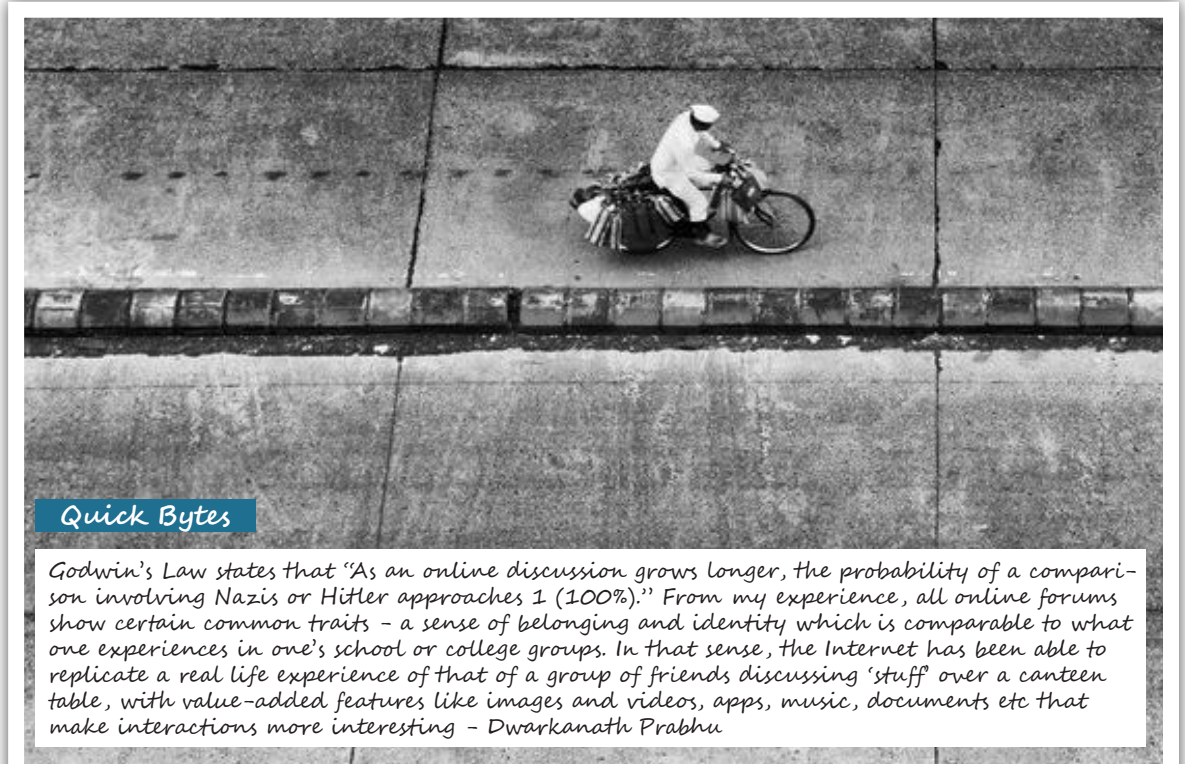 Quick Bytes
Godwin's Law states that “As an online discussion grows longer, the probability of a compari-
son involving Nazis or Hitler approaches 1 (100%).” From my experience, all online forums
show certain common traits - a sense of belonging and identity which is comparable to what
one experiences in one's school or college groups. In that sense, the Internet has been able to
replicate a real life experience of that of a group of friends discussing ‘stuff’ over a canteen
table, with value-added features like images and videos, apps, music, documents etc that
make interactions more interesting - Dwarkanath Prabhu